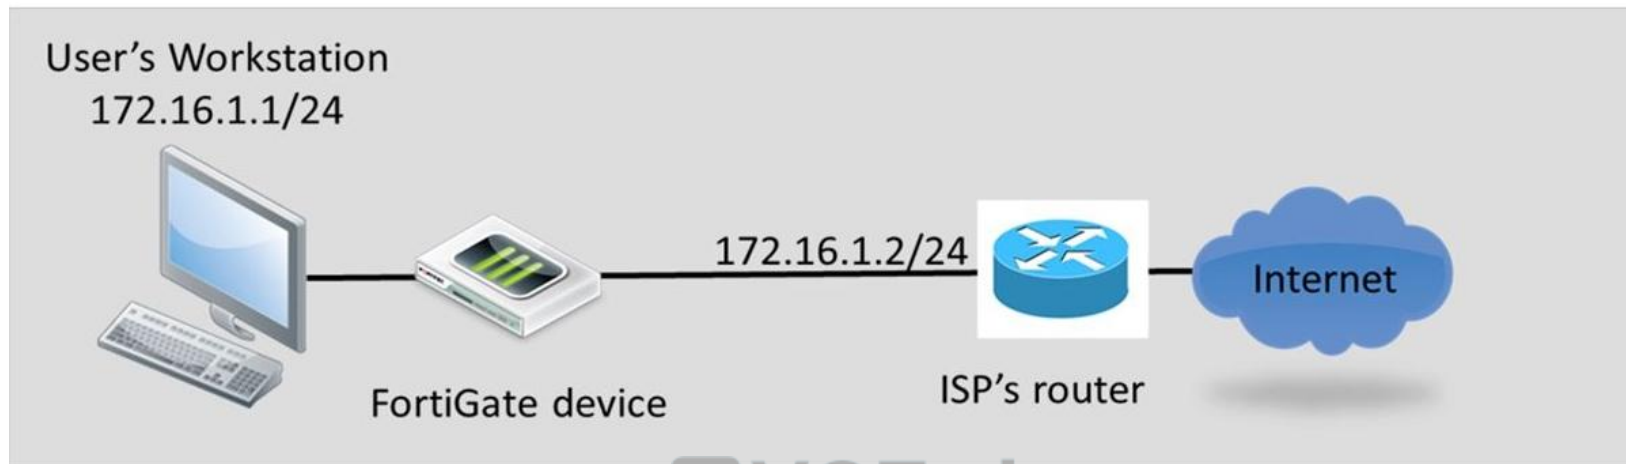 User's Workstation
172.16.1.1/24
172.16.1.2/24
Internet
FortiGate device
ISP's router